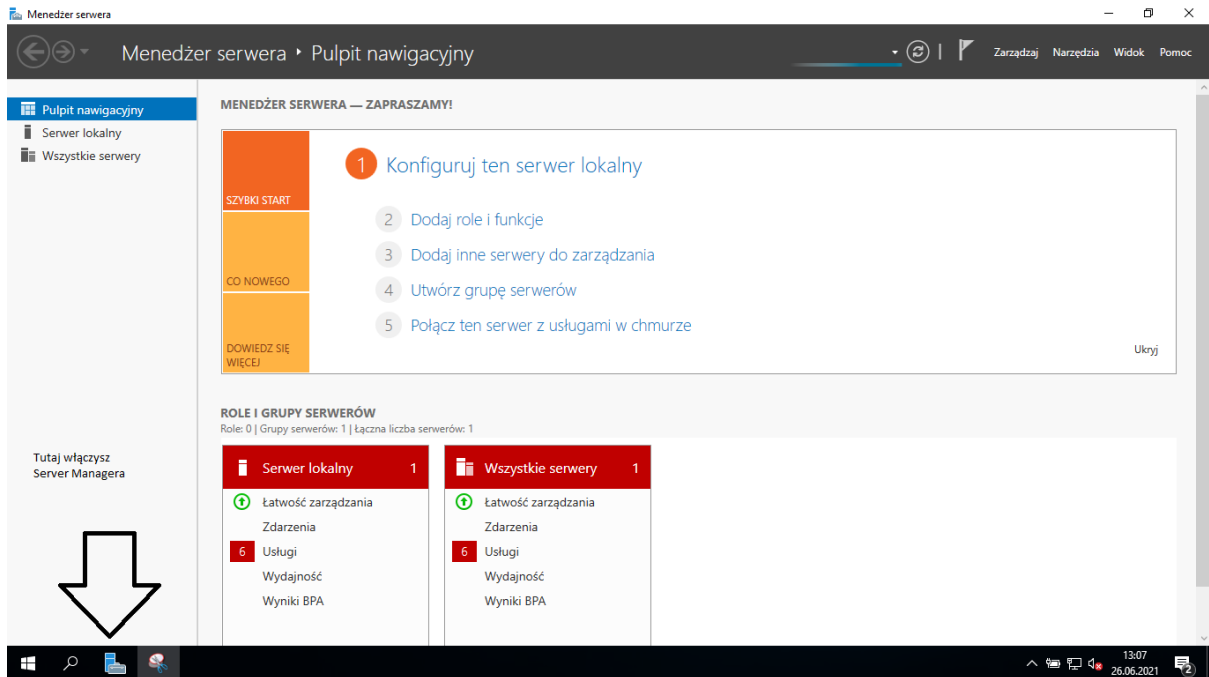 Menedżer serwera
Menedżer serwera ‣ Pulpit nawigacyjny
Zarządzaj Narzędzia Widok Pomoc
Pulpit nawigacyjny
Serwer lokalny
Wszystkie serwery
MENEDŻER SERWERA — ZAPRASZAMY!
SZYBKI START
CO NOWEGO
DOWIEDZ SIĘ
WIĘCEJ
1 Konfiguruj ten serwer lokalny
2 Dodaj role i funkcje
3 Dodaj inne serwery do zarządzania
4 Utwórz grupę serwerów
5 Połącz ten serwer z usługami w chmurze
Ukryj
ROLE I GRUPY SERWERÓW
Role: 0 | Grupy serwerów: 1 | Łączna liczba serwerów: 1
Serwer lokalny 1
Łatwość zarządzania
Zdarzenia
6 Usługi
Wydajność
Wyniki BPA
Wszystkie serwery 1
Łatwość zarządzania
Zdarzenia
6 Usługi
Wydajność
Wyniki BPA
Tutaj włączysz
Server Managera
13:07
26.06.2021
2